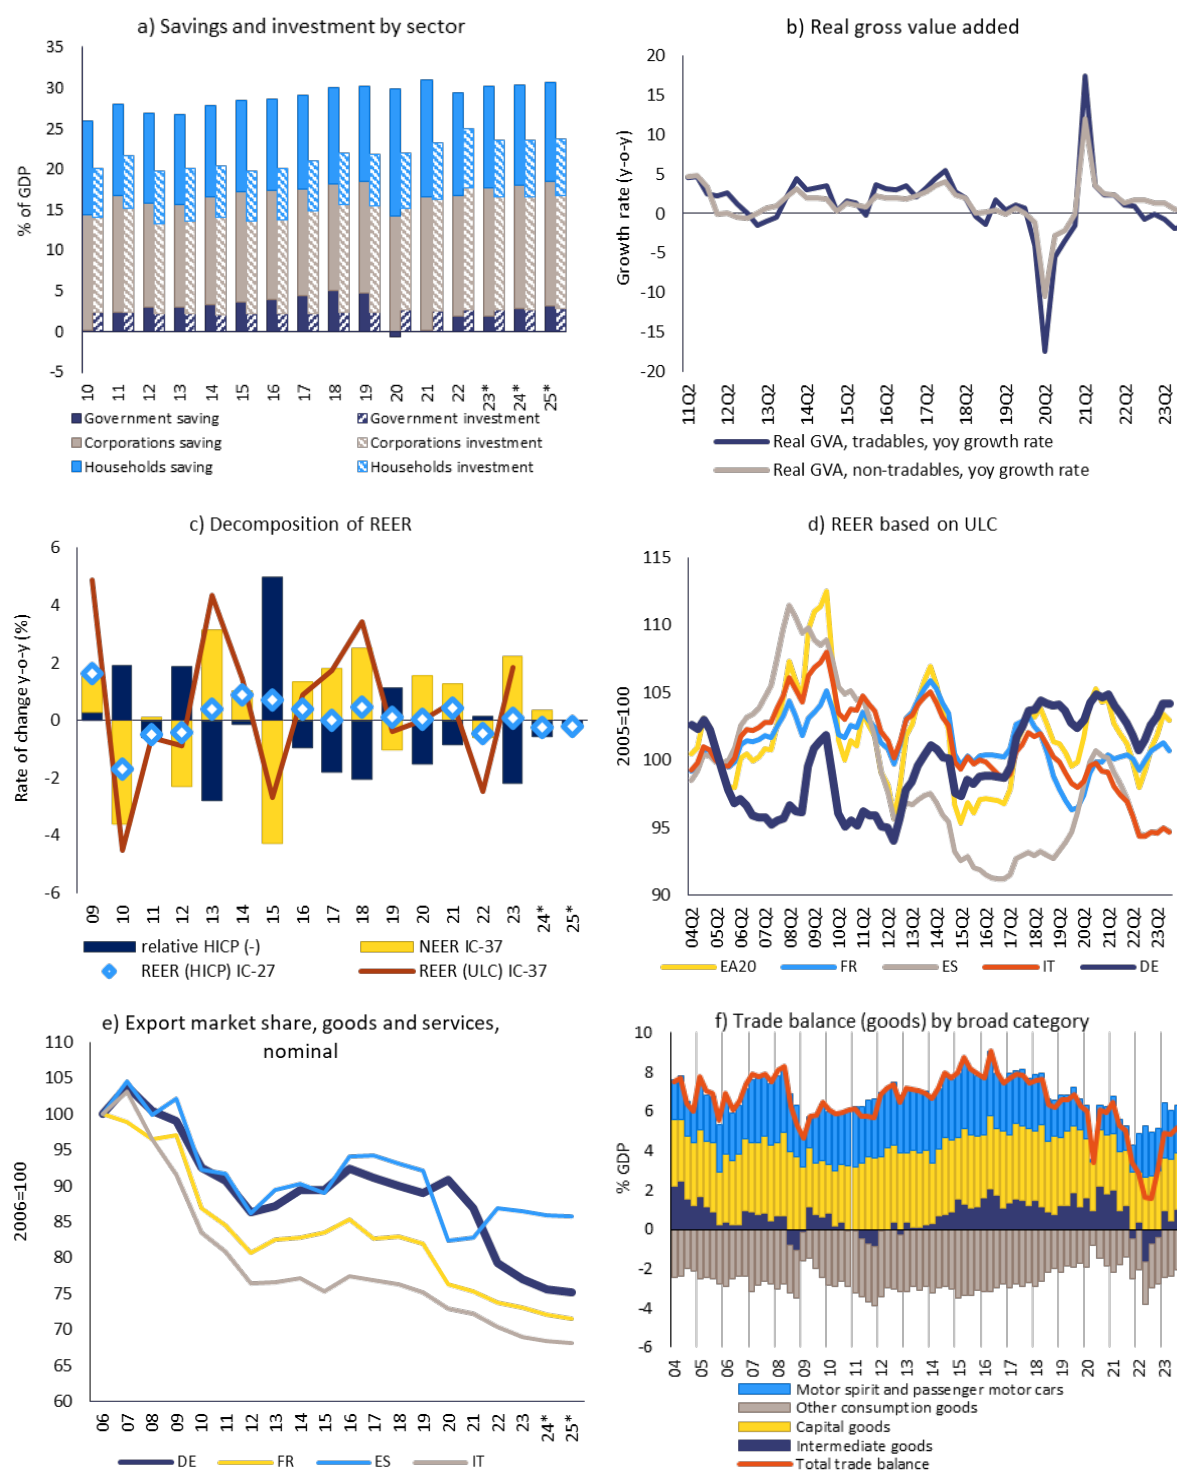 a) Savings and investment by sector
35
30
25
20
15
10
5
0
-5
% of GDP
10 11 12 13 14 15 16 17 18 19 20 21 22 23* 24* 25*
Government saving Government investment
Corporations saving Corporations investment
Households saving Households investment
b) Real gross value added
20
15
10
5
0
-5
-10
-15
-20
Growth rate (y-o-y)
11Q2 12Q2 13Q2 14Q2 15Q2 16Q2 17Q2 18Q2 19Q2 20Q2 21Q2 22Q2 23Q2
Real GVA, tradables, yoy growth rate
Real GVA, non-tradables, yoy growth rate
c) Decomposition of REER
6
4
2
0
-2
-4
-6
Rate of change y-o-y (%)
09 10 11 12 13 14 15 16 17 18 19 20 21 22 23 24* 25*
relative HICP (-) NEER IC-37
REER (HICP) IC-27 REER (ULC) IC-37
d) REER based on ULC
115
110
105
100
95
90
2005=100
04Q2 05Q2 06Q2 07Q2 08Q2 09Q2 10Q2 11Q2 12Q2 13Q2 14Q2 15Q2 16Q2 17Q2 18Q2 19Q2 20Q2 21Q2 22Q2 23Q2
EA20 FR ES IT DE
e) Export market share, goods and services,
nominal
110
105
100
95
90
85
80
75
70
65
60
2006=100
06 07 08 09 10 11 12 13 14 15 16 17 18 19 20 21 22 23 24* 25*
DE FR ES IT
f) Trade balance (goods) by broad category
10
8
6
4
2
0
-2
-4
-6
% GDP
04 05 06 07 08 09 10 11 12 13 14 15 16 17 18 19 20 21 22 23
Motor spirit and passenger motor cars
Other consumption goods
Capital goods
Intermediate goods
Total trade balance